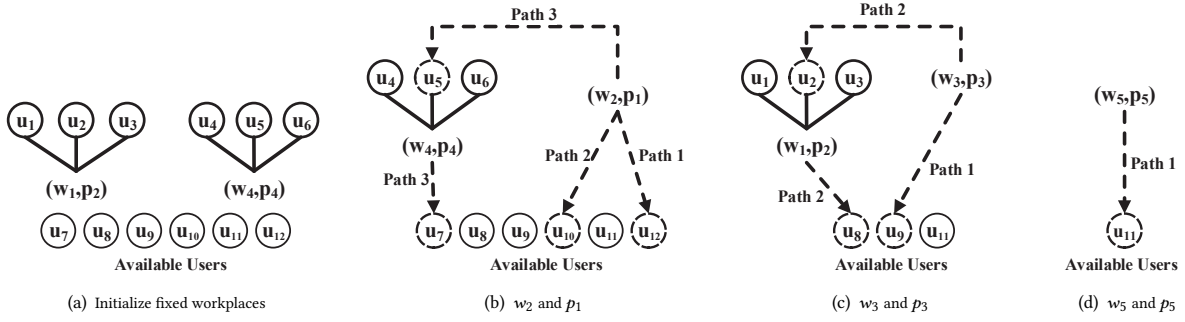 u1 u2 u3
u4 u5 u6
(w1,p2)
(w4,p4)
u7 u8 u9 u10 u11 u12
Available Users
(a) Initialize fixed workplaces
Path 3
u4 u5 u6
(w2,p1)
(w4,p4)
Path 2
Path 1
Path 3
u7 u8 u9 u10 u11 u12
Available Users
(b) w2 and p1
Path 2
u1 u2 u3
(w3,p3)
(w1,p2)
Path 1
Path 2
u8 u9 u11
Available Users
(c) w3 and p3
(w5,p5)
Path 1
u11
Available Users
(d) w5 and p5